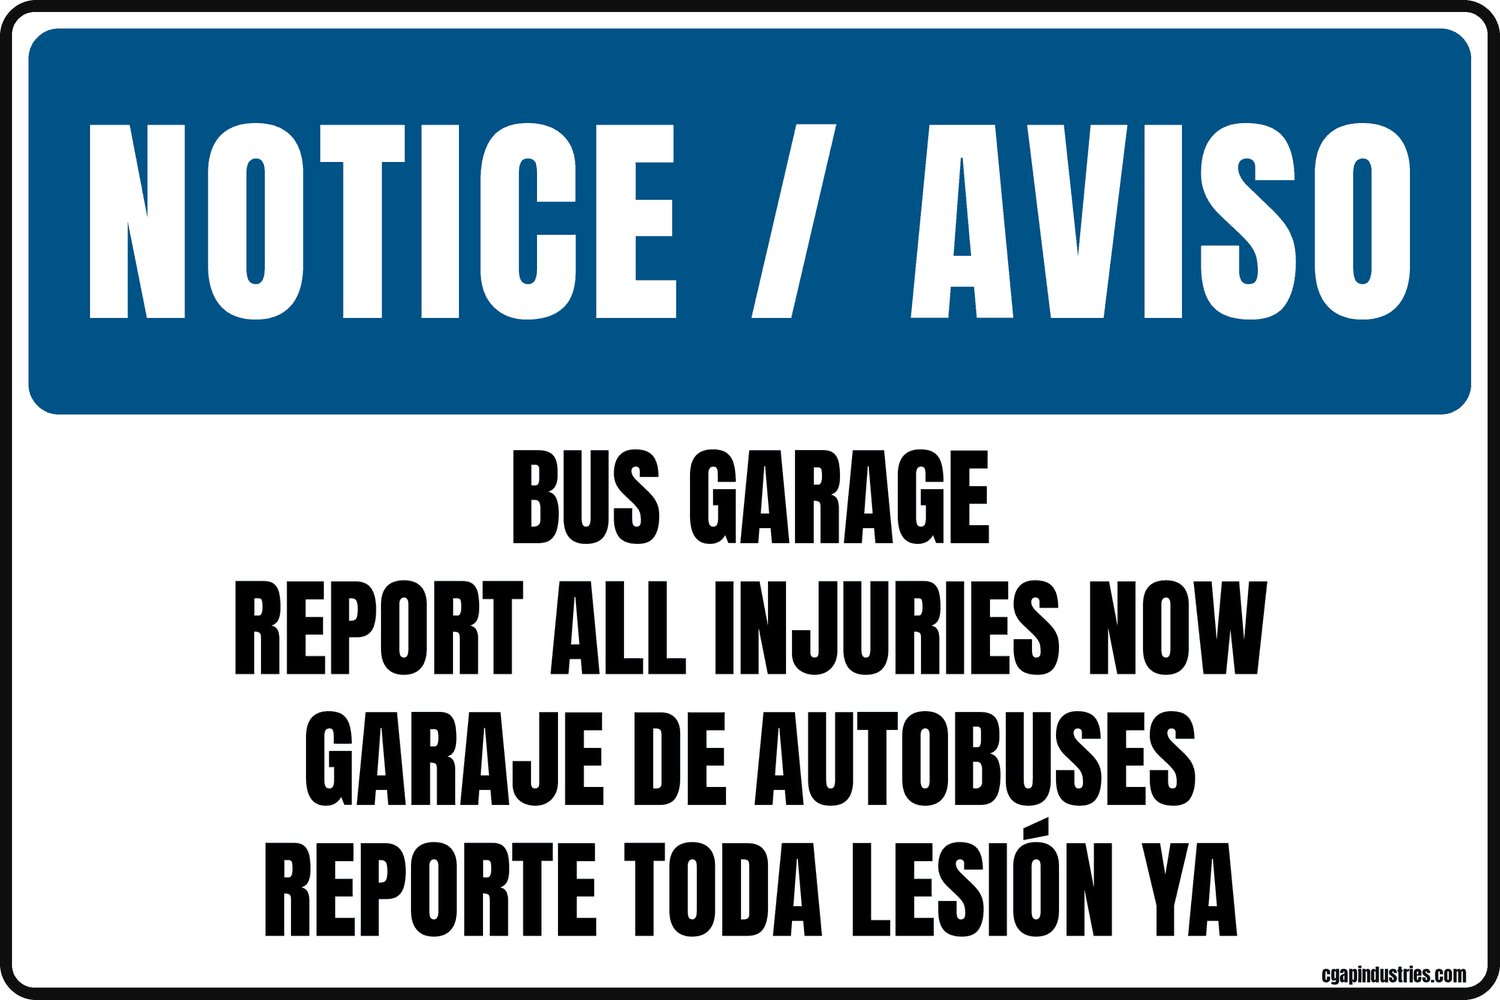 NOTICE / AVISO
BUS GARAGE
REPORT ALL INJURIES NOW
GARAJE DE AUTOBUSES
REPORTE TODA LESIÓN YA
cgapindustries.com